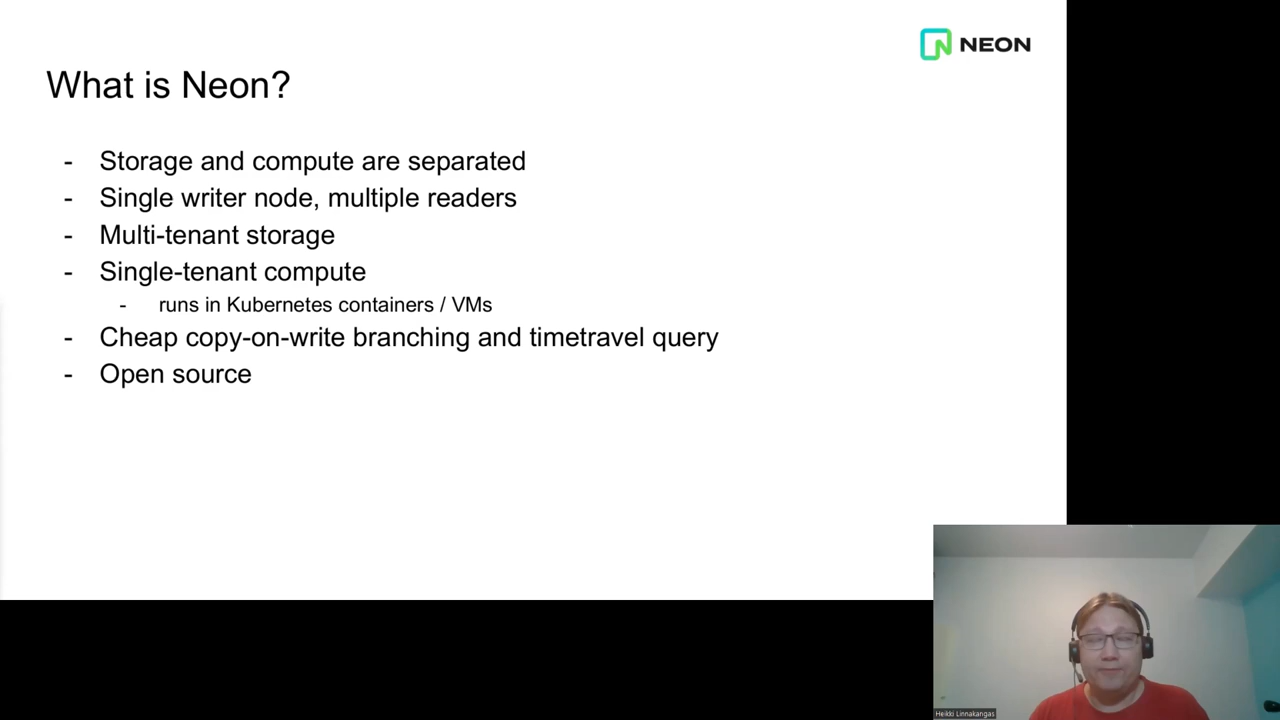 NEON
What is Neon?
- Storage and compute are separated
- Single writer node, multiple readers
- Multi-tenant storage
- Single-tenant compute
- runs in Kubernetes containers / VMs
- Cheap copy-on-write branching and timetravel query
- Open source
Heikki Linnakangas